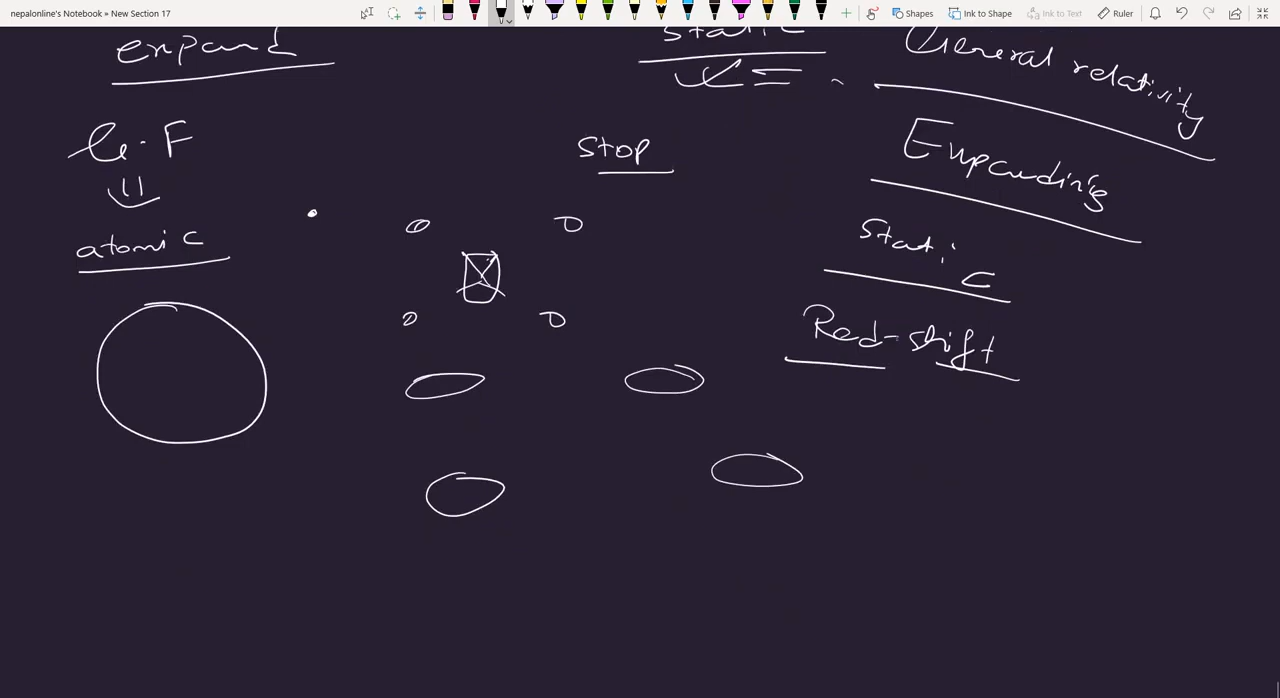 nepalonline's Notebook » New Section 17
Shapes
Ink to Shape
Ink to Text
Ruler
expand
static
General relativity
G.F
stop
Expanding
atomic
static
Red-shift